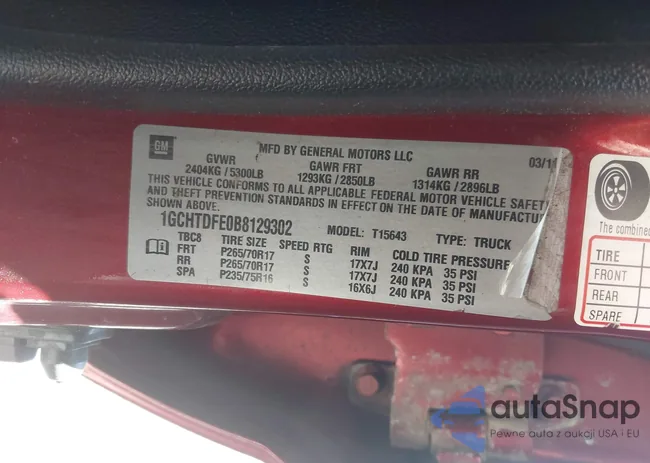 GM
MFD BY GENERAL MOTORS LLC
03/1
GVWR GAWR FRT GAWR RR
2404KG / 5300LB 1293KG / 2850LB 1314KG / 2896LB
THIS VEHICLE CONFORMS TO ALL APPLICABLE FEDERAL MOTOR VEHICLE SAFETY
AND THEFT PREVENTION STANDARDS IN EFFECT ON THE DATE OF MANUFACTURE
SHOWN ABOVE.
1GCHTDFE0B8129302 MODEL: T15643 TYPE: TRUCK
TBC8 TIRE SIZE SPEED RTG RIM COLD TIRE PRESSURE
FRT P265/70R17 S 17X7J 240 KPA 35 PSI
RR P265/70R17 S 17X7J 240 KPA 35 PSI
SPA P235/75R16 S 16X6J 240 KPA 35 PSI
TIRE
FRONT
REAR
SPARE
autaSnap
Pewne auta z aukcji USA i EU